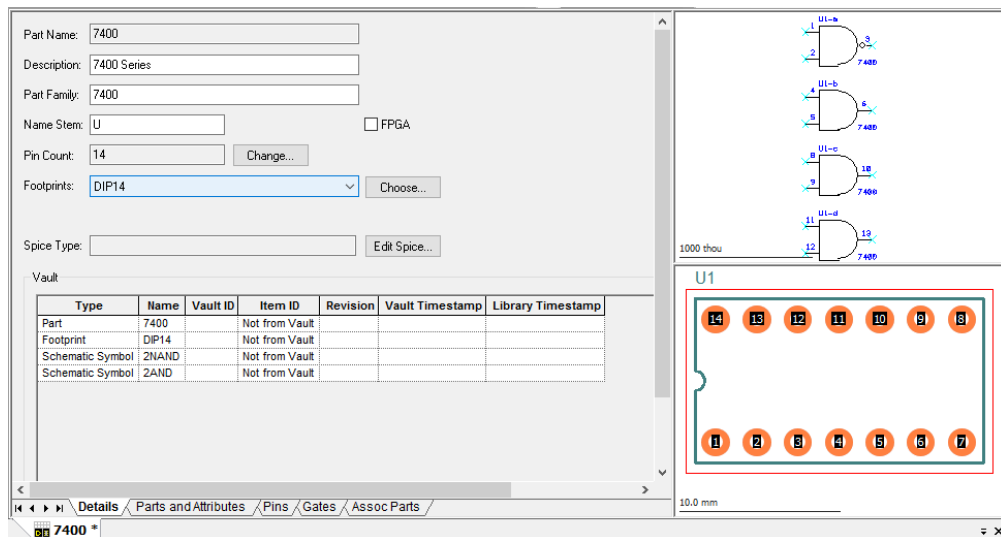 Part Name: 7400
Description: 7400 Series
Part Family: 7400
Name Stem: U FPGA
Pin Count: 14 Change...
Footprints: DIP14 Choose...
Spice Type: Edit Spice...
Vault
Type Name Vault ID Item ID Revision Vault Timestamp Library Timestamp
Part 7400 Not from Vault
Footprint DIP14 Not from Vault
Schematic Symbol 2NAND Not from Vault
Schematic Symbol 2AND Not from Vault
Details Parts and Attributes Pins Gates Assoc Parts
7400 *
U1-a
1 3
2 7400
U1-b
4 6
5 7400
U1-c
8 10
9 7400
U1-d
11 13
12 7400
1000 thou
U1
14 13 12 11 10 9 8
1 2 3 4 5 6 7
10.0 mm